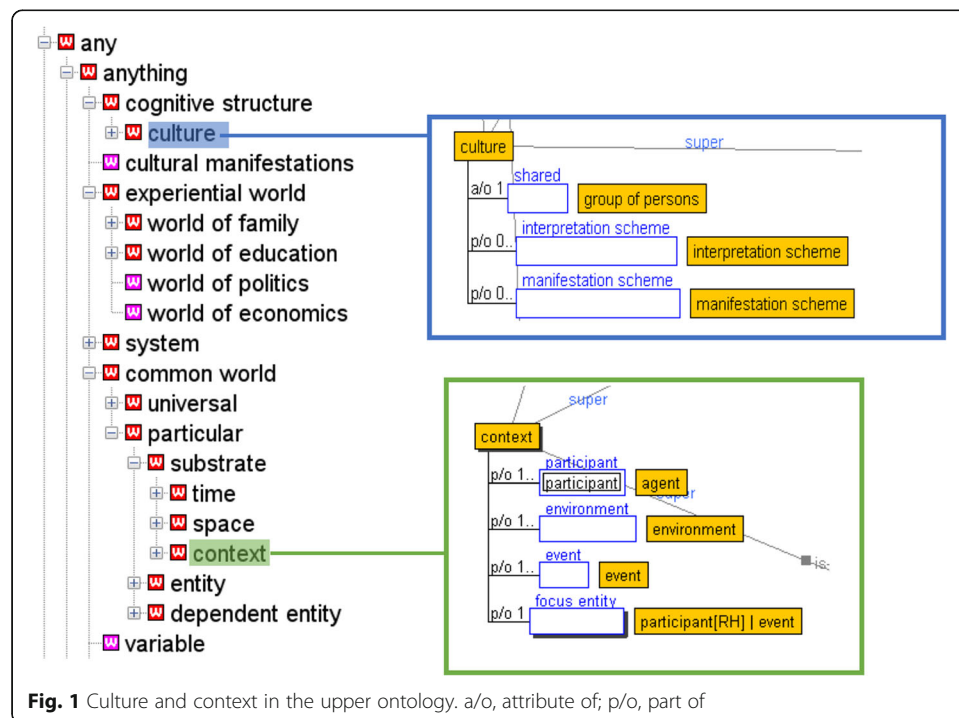 any
anything
cognitive structure
culture
cultural manifestations
experiential world
world of family
world of education
world of politics
world of economics
system
common world
universal
particular
substrate
time
space
context
entity
dependent entity
variable
culture
super
a/o 1
shared
group of persons
p/o 0..
interpretation scheme
interpretation scheme
p/o 0..
manifestation scheme
manifestation scheme
super
context
p/o 1..
participant
participant
agent
super
p/o 1..
environment
environment
p/o 1..
event
event
is
p/o 1
focus entity
participant[RH] | event
Fig. 1 Culture and context in the upper ontology. a/o, attribute of; p/o, part of